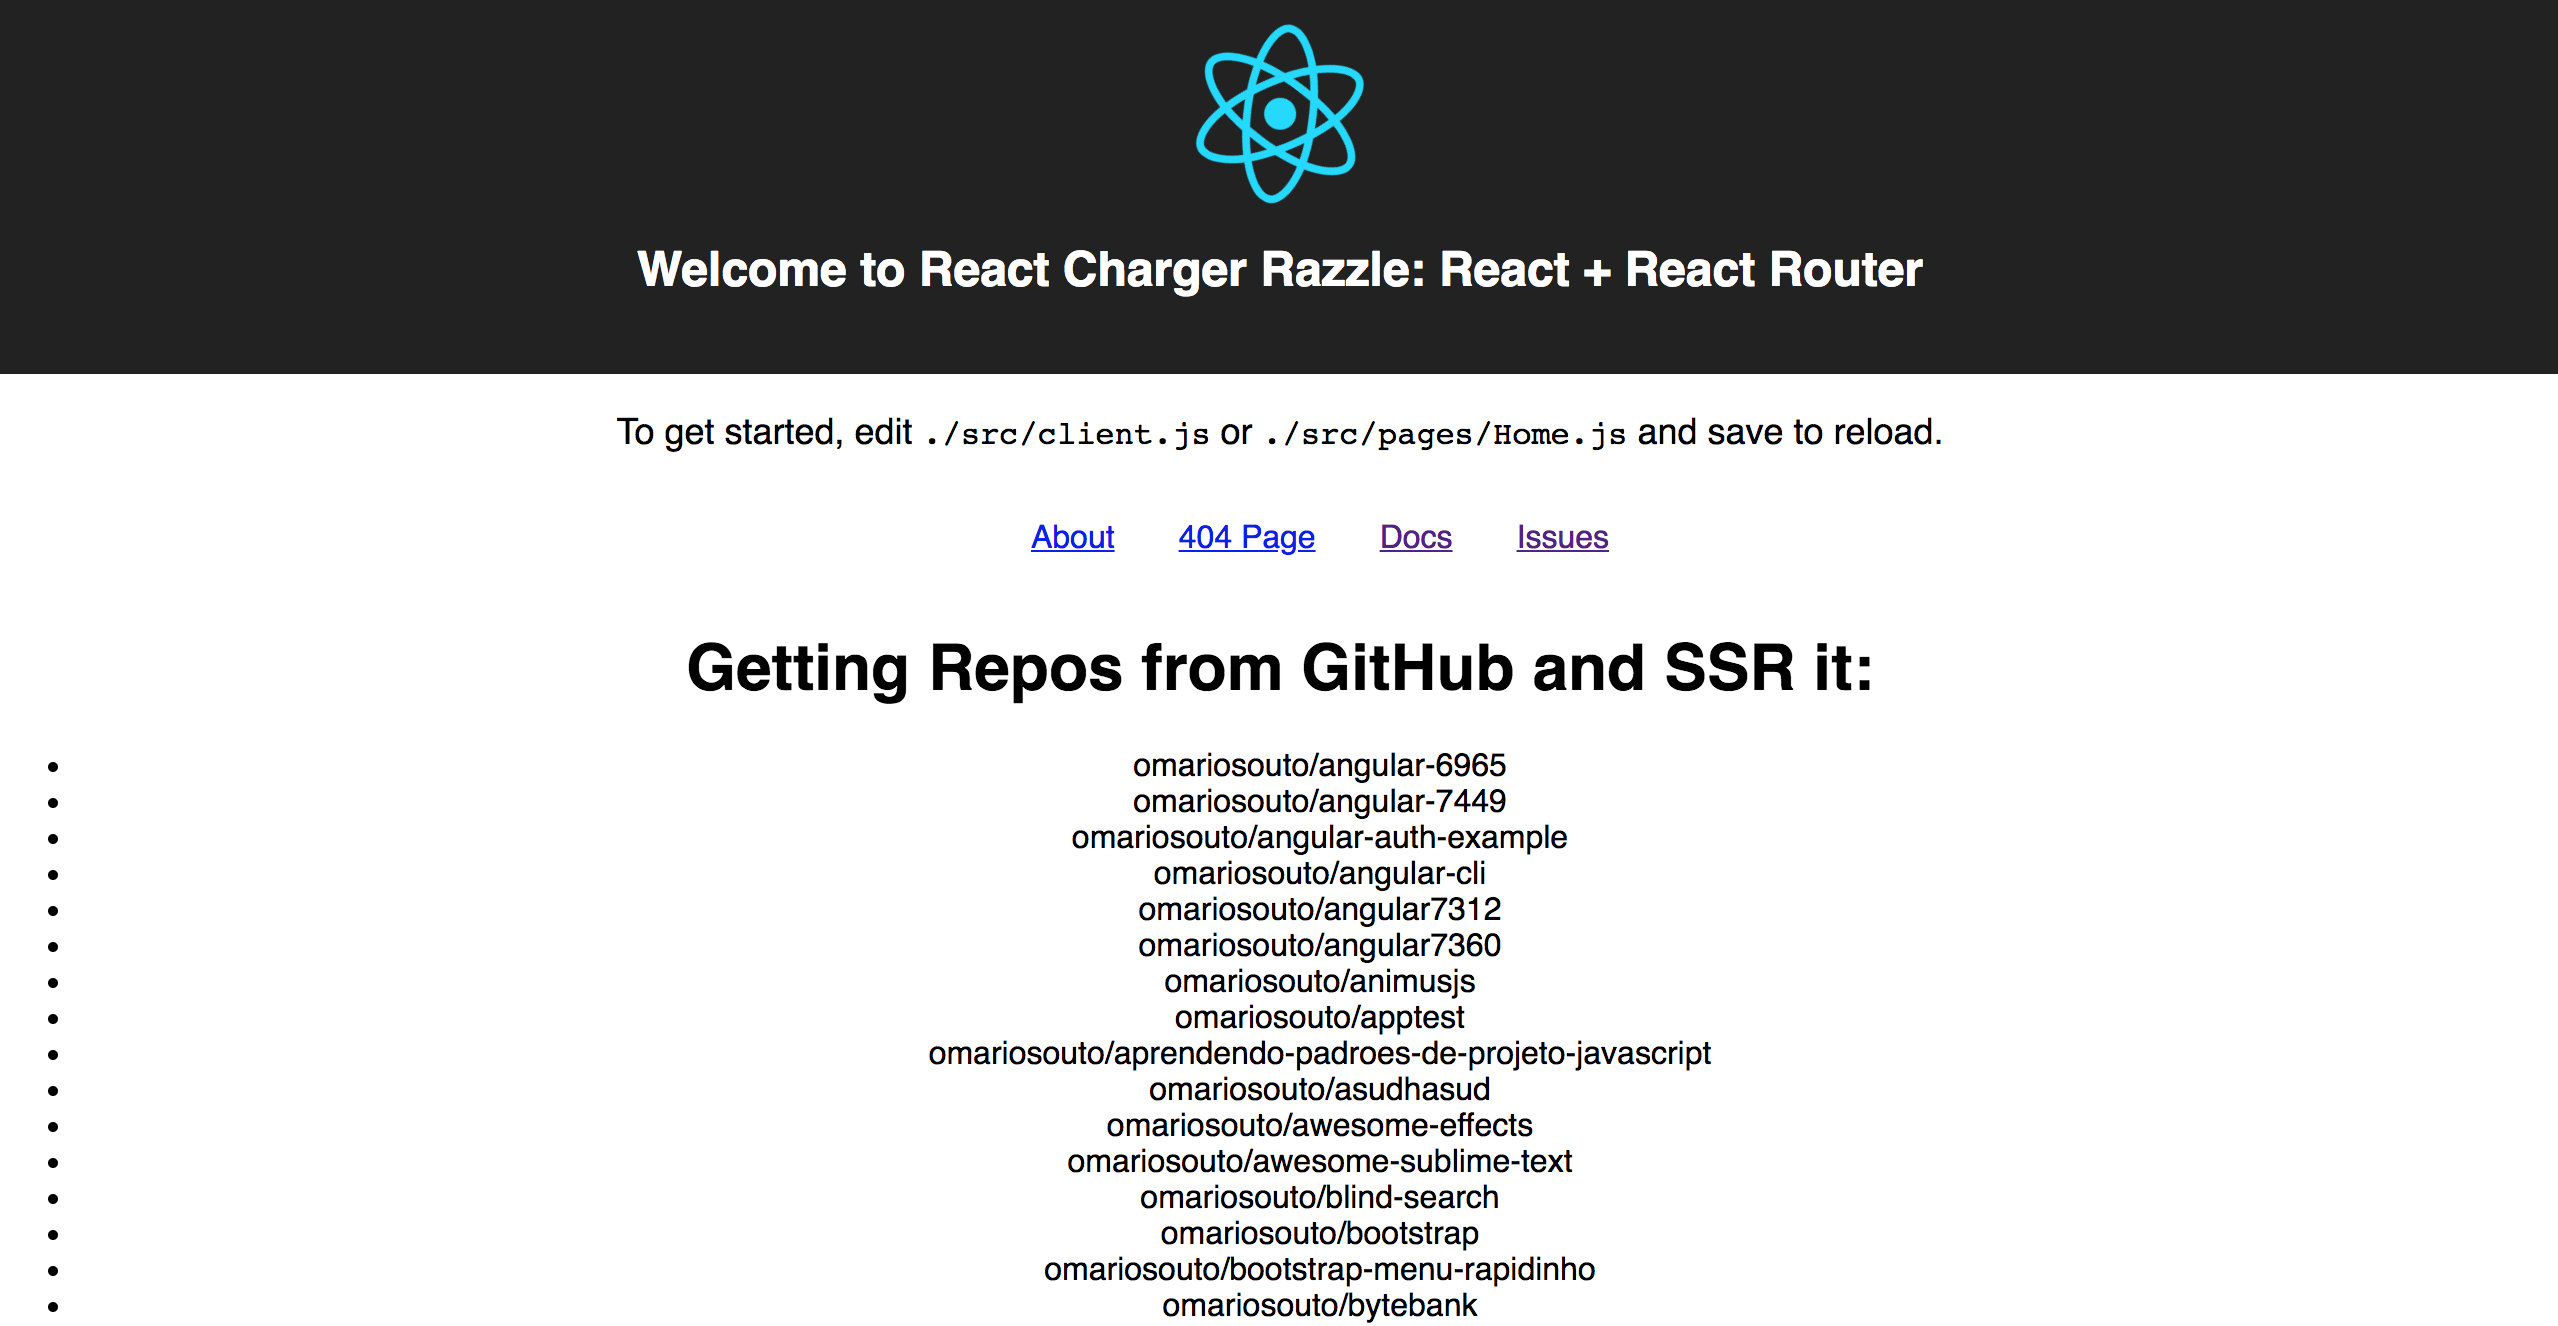 Welcome to React Charger Razzle: React + React Router
To get started, edit ./src/client.js or ./src/pages/Home.js and save to reload.
About 404 Page Docs Issues
Getting Repos from GitHub and SSR it:
omariosouto/angular-6965
omariosouto/angular-7449
omariosouto/angular-auth-example
omariosouto/angular-cli
omariosouto/angular7312
omariosouto/angular7360
omariosouto/animusjs
omariosouto/apptest
omariosouto/aprendendo-padroes-de-projeto-javascript
omariosouto/asudhasud
omariosouto/awesome-effects
omariosouto/awesome-sublime-text
omariosouto/blind-search
omariosouto/bootstrap
omariosouto/bootstrap-menu-rapidinho
omariosouto/bytebank